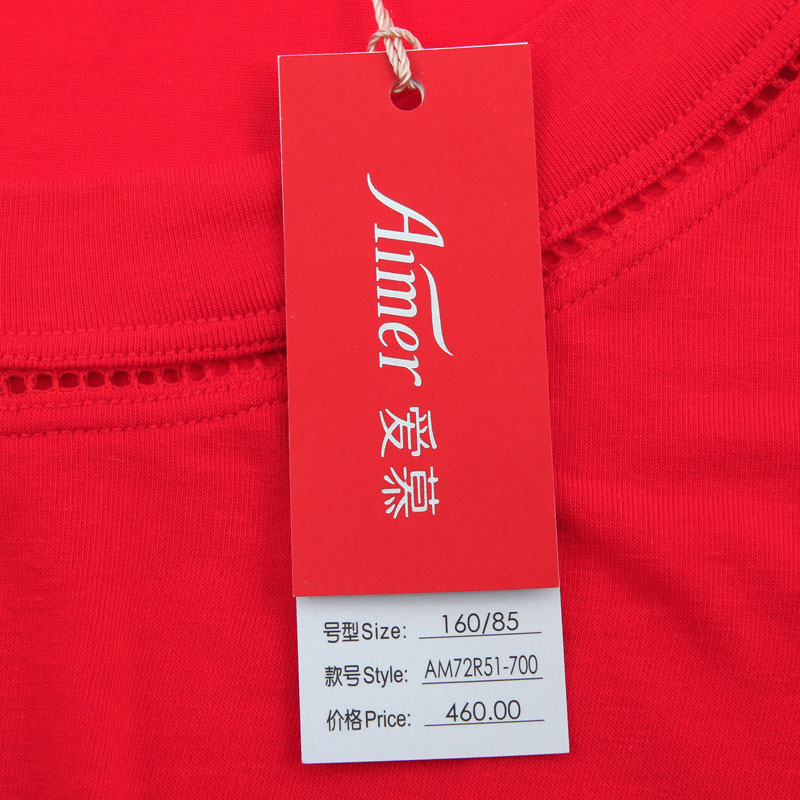 Aimer 爱慕
号型Size: 160/85
款号Style: AM72R51-700
价格Price: 460.00